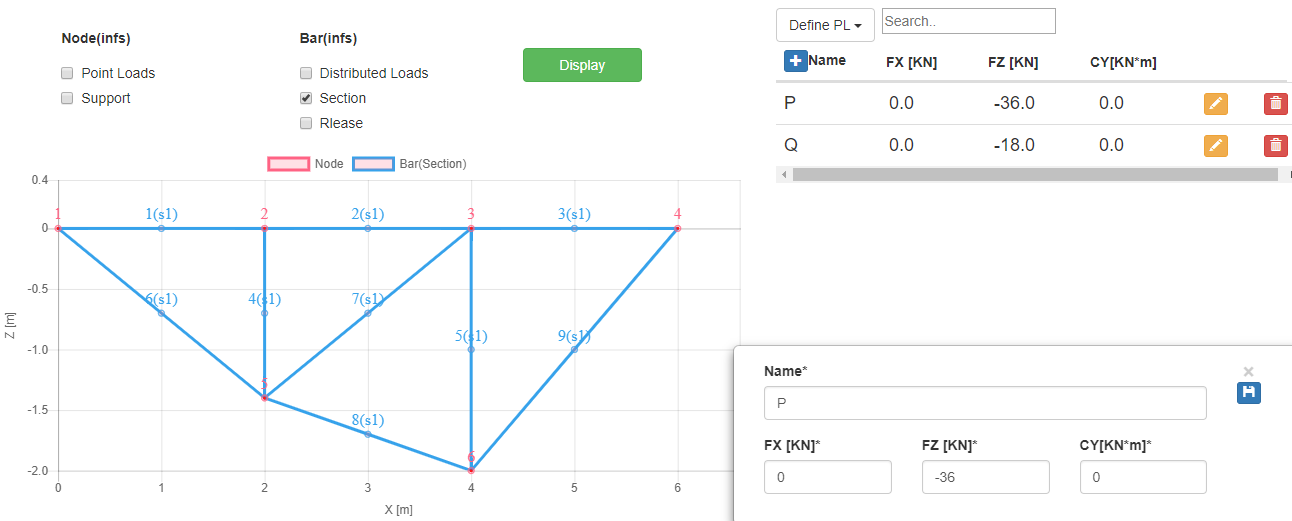 Node(infs)
Point Loads
Support
Bar(infs)
Distributed Loads
Section
Rlease
Display
Define PL
Search..
Name FX [KN] FZ [KN] CY[KN*m]
P 0.0 -36.0 0.0
Q 0.0 -18.0 0.0
Node Bar(Section)
0.4
1 1(s1) 2 2(s1) 3 3(s1) 4
0
6(s1) 4(s1) 7(s1)
-0.5
5(s1) 9(s1)
-1.0
5
8(s1)
-1.5
6
-2.0
0 1 2 3 4 5 6
Z [m]
X [m]
Name*
×
P
FX [KN]* FZ [KN]* CY[KN*m]*
0 -36 0